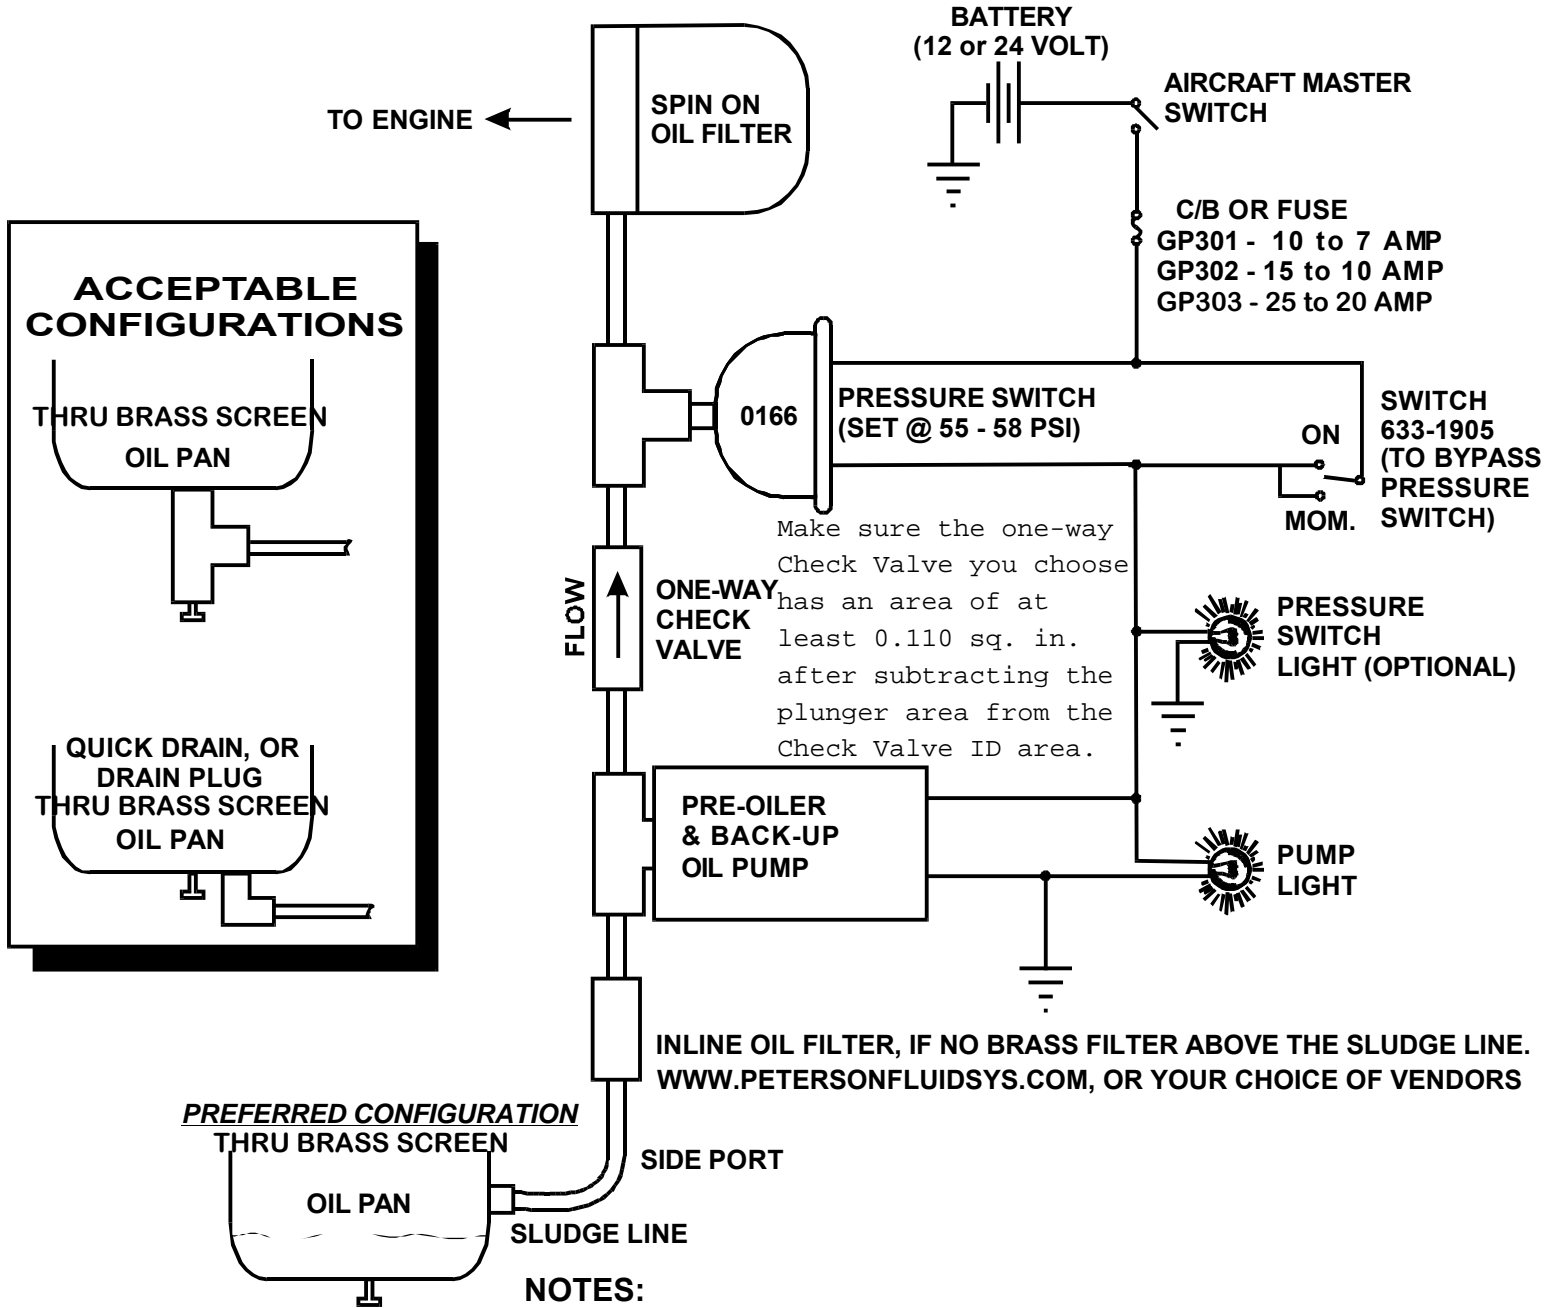 BATTERY
(12 or 24 VOLT)
AIRCRAFT MASTER
SWITCH
TO ENGINE
SPIN ON
OIL FILTER
C/B OR FUSE
GP301 - 10 to 7 AMP
GP302 - 15 to 10 AMP
GP303 - 25 to 20 AMP
ACCEPTABLE
CONFIGURATIONS
THRU BRASS SCREEN
OIL PAN
QUICK DRAIN, OR
DRAIN PLUG
THRU BRASS SCREEN
OIL PAN
0166
PRESSURE SWITCH
(SET @ 55 - 58 PSI)
ON
MOM.
SWITCH
633-1905
(TO BYPASS
PRESSURE
SWITCH)
FLOW
ONE-WAY
CHECK
VALVE
Make sure the one-way
Check Valve you choose
has an area of at
least 0.110 sq. in.
after subtracting the
plunger area from the
Check Valve ID area.
PRESSURE
SWITCH
LIGHT (OPTIONAL)
PRE-OILER
& BACK-UP
OIL PUMP
PUMP
LIGHT
INLINE OIL FILTER, IF NO BRASS FILTER ABOVE THE SLUDGE LINE.
WWW.PETERSONFLUIDSYS.COM, OR YOUR CHOICE OF VENDORS
PREFERRED CONFIGURATION
THRU BRASS SCREEN
OIL PAN
SIDE PORT
SLUDGE LINE
NOTES: